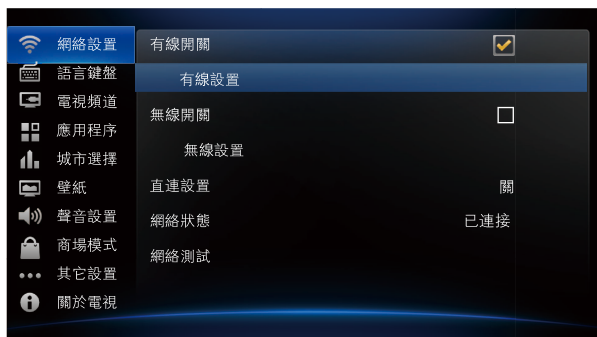 網絡設置
語言鍵盤
電視頻道
應用程序
城市選擇
壁紙
聲音設置
商場模式
其它設置
關於電視
有線開關
有線設置
無線開關
無線設置
直連設置 關
網絡狀態 已連接
網絡測試